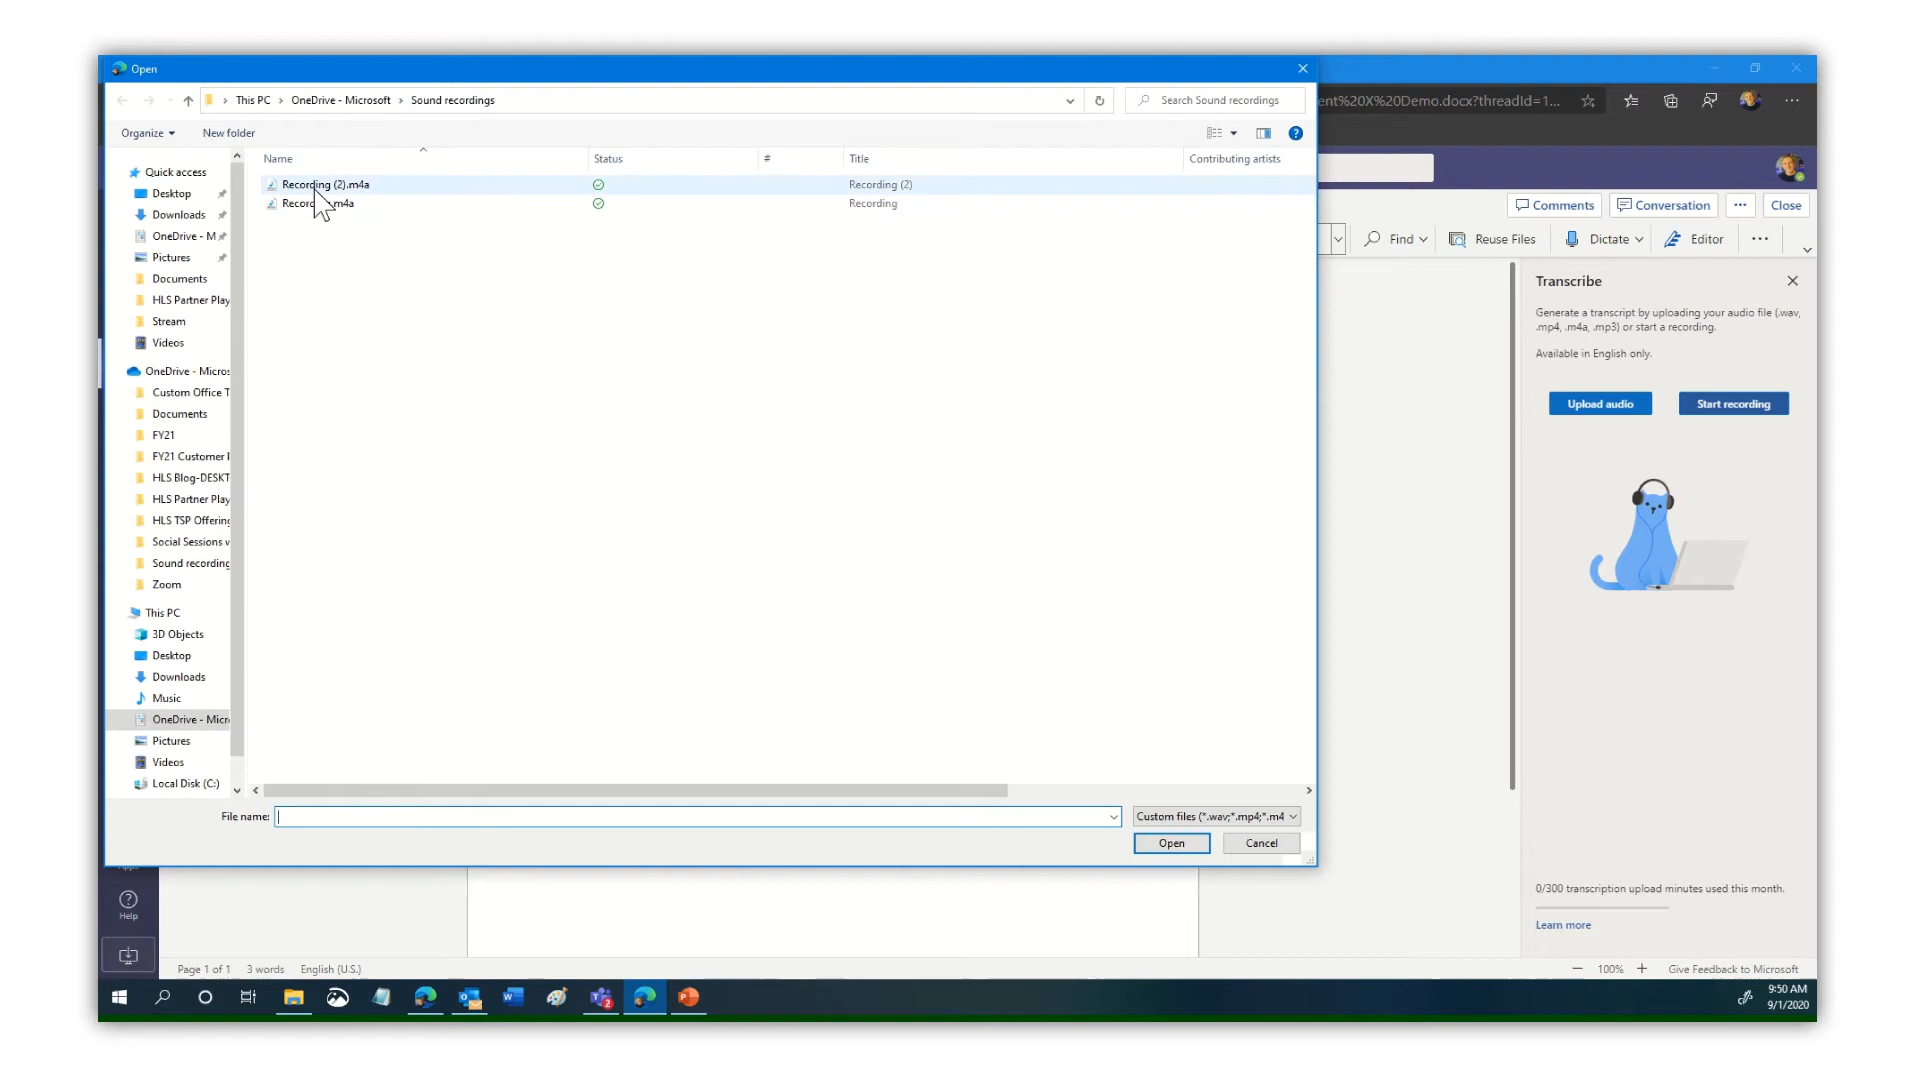 Open
This PC > OneDrive - Microsoft > Sound recordings
Search Sound recordings
Organize
New folder
Name
Status
#
Title
Contributing artists
Recording (2).m4a
Recording (2)
.m4a
Recording
Quick access
Desktop
Downloads
OneDrive - M
Pictures
Documents
HLS Partner Play
Stream
Videos
OneDrive - Micros
Custom Office T
Documents
FY21
FY21 Customer
HLS Blog-DESKT
HLS Partner Play
HLS TSP Offering
Social Sessions
Sound recording
Zoom
This PC
3D Objects
Desktop
Downloads
Music
OneDrive - Micr
Pictures
Videos
Local Disk (C:)
File name:
Custom files (*.wav;*.mp4;*.m4
Open
Cancel
ent%20X%20Demo.docx?threadId=1...
Comments
Conversation
Close
Find
Reuse Files
Dictate
Editor
Transcribe
Generate a transcript by uploading your audio file (.wav,
.mp4, .m4a, .mp3) or start a recording.
Available in English only.
Upload audio
Start recording
0/300 transcription upload minutes used this month.
Learn more
Help
Page 1 of 1
3 words
English (U.S.)
100%
Give Feedback to Microsoft
9:50 AM
9/1/2020